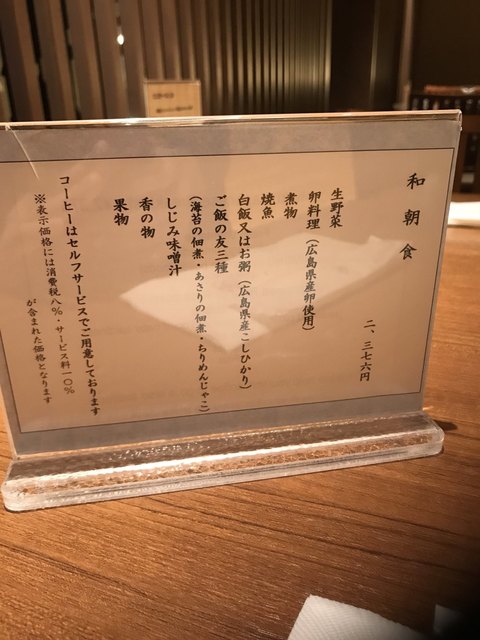 和朝食
二、三七六円
生野菜
卵料理（広島県産卵使用）
煮物
焼魚
白飯又はお粥（広島県産こしひかり）
ご飯の友三種
（海苔の佃煮・あさりの佃煮・ちりめんじゃこ）
しじみ味噌汁
香の物
果物
コーヒーはセルフサービスでご用意しております
※表示価格には消費税八％・サービス料一〇％
が含まれた価格となります